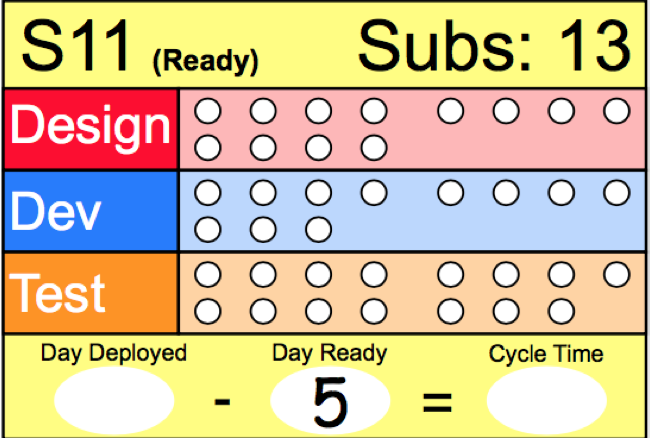 S11 (Ready) Subs: 13
Design
Dev
Test
Day Deployed Day Ready Cycle Time
- 5 =